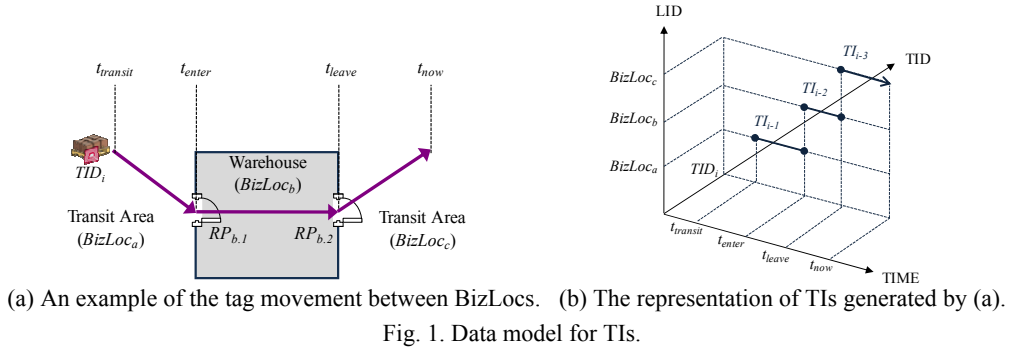 t_transit t_enter t_leave t_now
TID_i
Warehouse
(BizLoc_b)
Transit Area
(BizLoc_a)
RP_b.1 RP_b.2
Transit Area
(BizLoc_c)
LID
TID
BizLoc_c
BizLoc_b
BizLoc_a
TI_i-3
TI_i-2
TI_i-1
TID_i
t_transit
t_enter
t_leave
t_now
TIME
(a) An example of the tag movement between BizLocs. (b) The representation of TIs generated by (a).
Fig. 1. Data model for TIs.